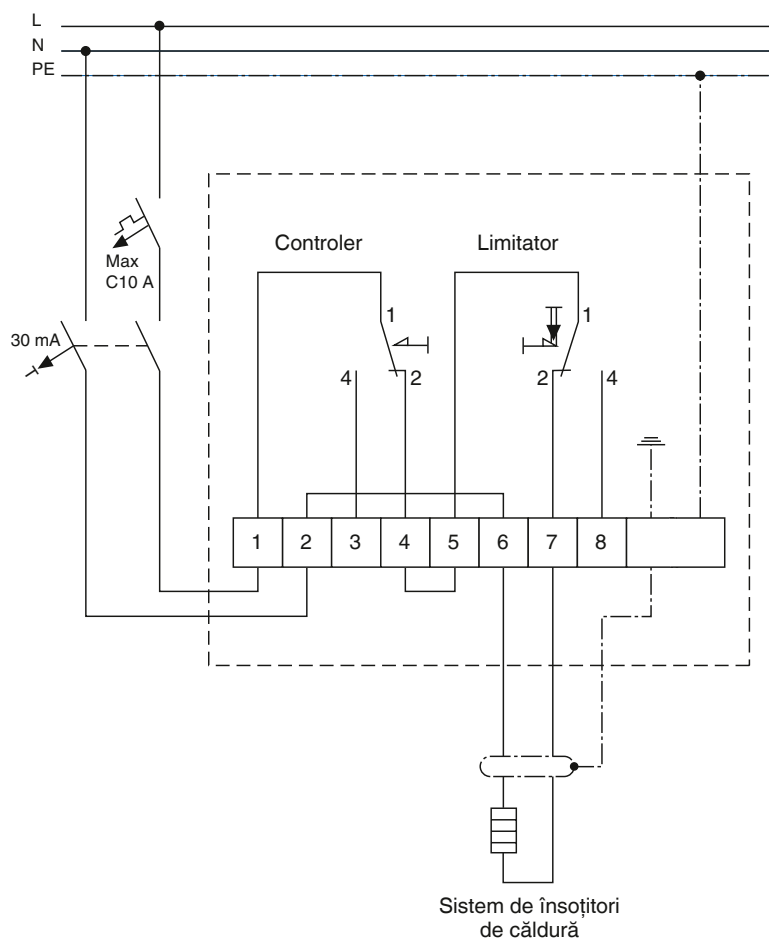 L
N
PE
Controler
Limitator
Max
C10 A
30 mA
1
1
4
2
2
4
1 2 3 4 5 6 7 8
Sistem de însoțitori
de căldură